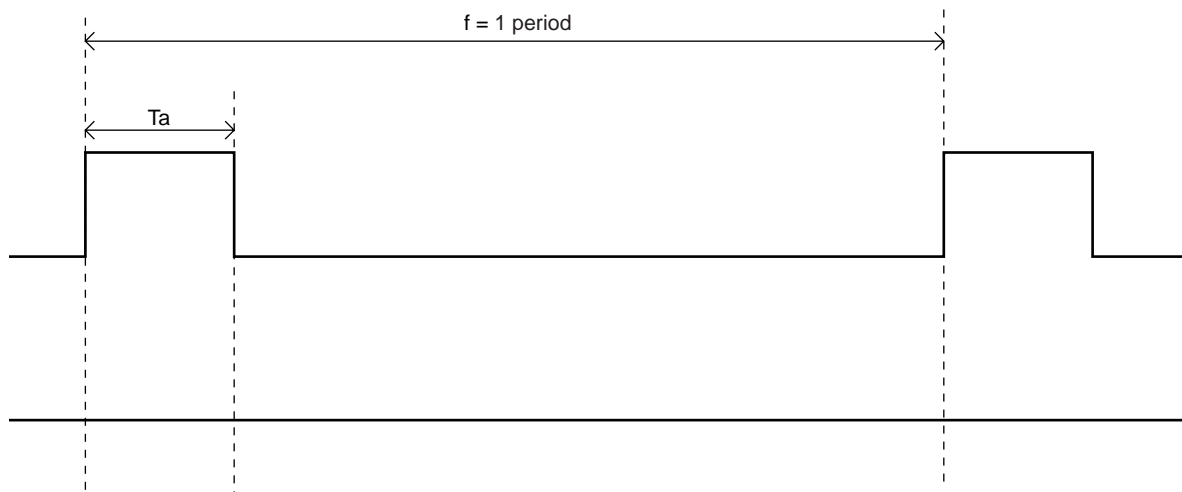 f = 1 period
Ta